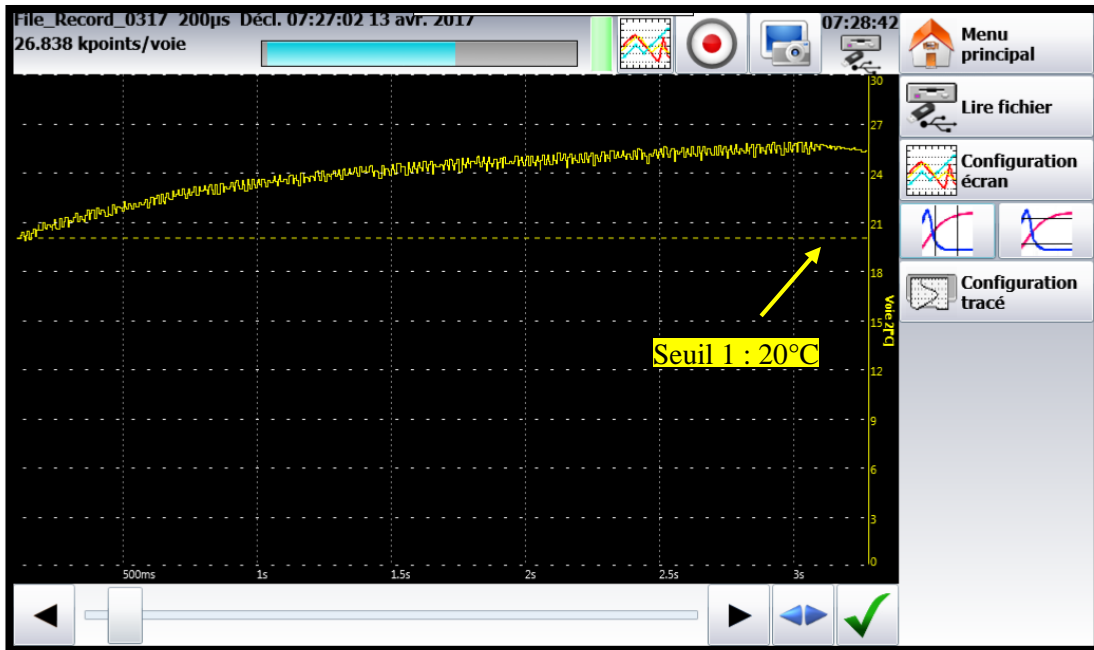 File_Record_0317 200µs Décl. 07:27:02 13 avr. 2017
26.838 kpoints/voie
07:28:42
Menu
principal
Lire fichier
Configuration
écran
Configuration
tracé
30
27
24
21
18
15
12
9
6
3
0
Voie 2[°C]
Seuil 1 : 20°C
500ms
1s
1.5s
2s
2.5s
3s